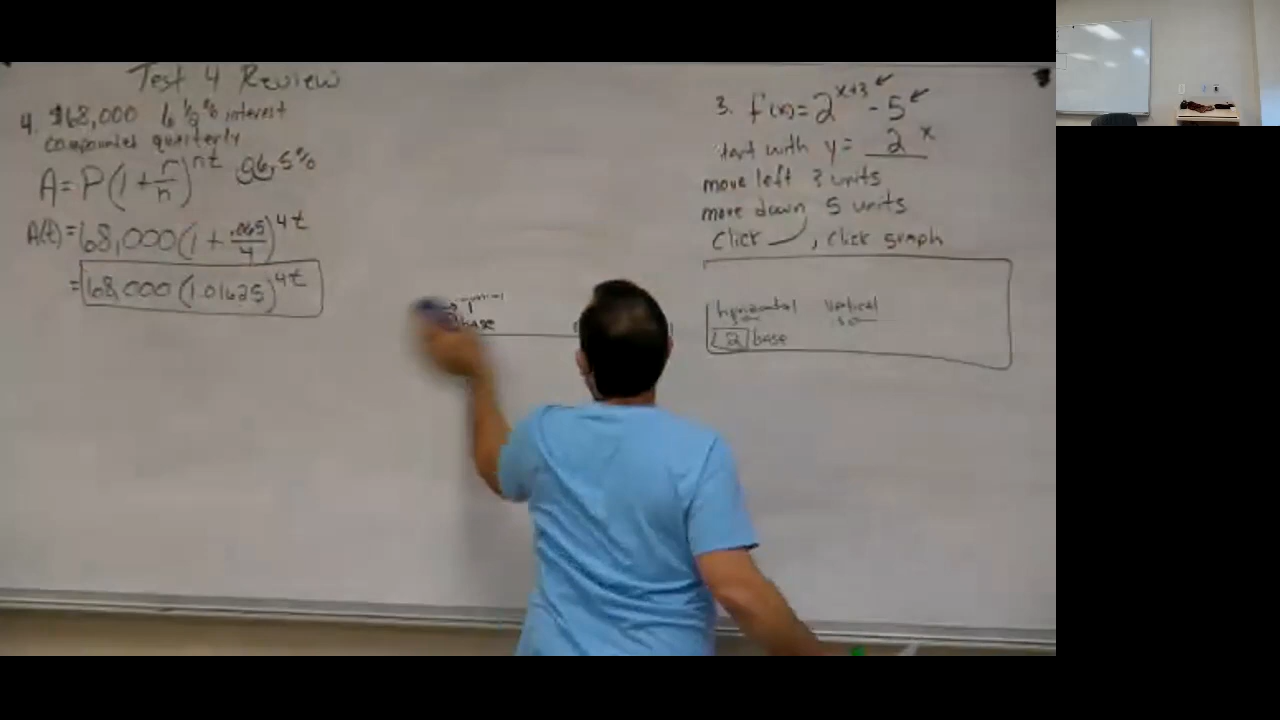 Test 4 Review
4. $68,000 6 ½% interest
compounded quarterly
A = P(1 + r/n)^nt 6.5%
A(t) = 68,000(1 + .065/4)^4t
= 68,000(1.01625)^4t
base
3. f(x) = 2^x+3 - 5
start with y = 2^x
move left 3 units
move down 5 units
click , click graph
horizontal vertical
2 base